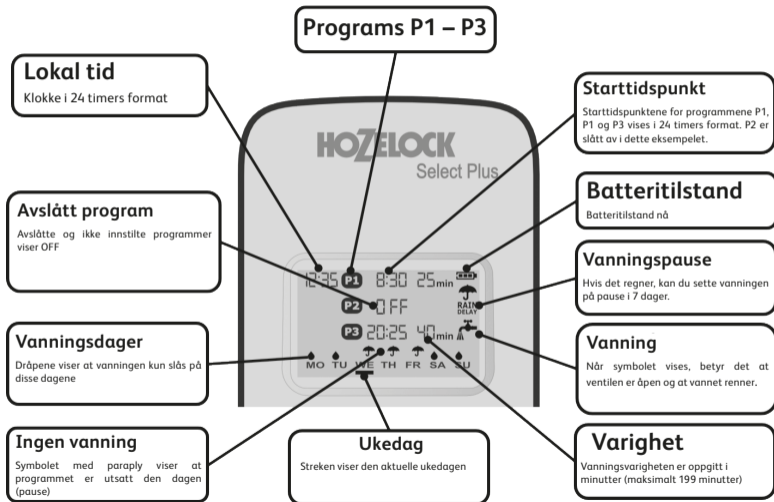 Programs P1 – P3
Lokal tid
Klokke i 24 timers format
Starttidspunkt
Starttidspunktene for programmene P1,
P1 og P3 vises i 24 timers format. P2 er
slått av i dette eksempelet.
HOZELOCK
Select Plus
Avslått program
Avslåtte og ikke innstilte programmer
viser OFF
Batteritilstand
Batteritilstand nå
12:35 P1 8:30 25 min
P2 OFF
RAIN
DELAY
P3 20:25 40 min
MO TU WE TH FR SA SU
Vanningspause
Hvis det regner, kan du sette vanningen
på pause i 7 dager.
Vanningsdager
Dråpene viser at vanningen kun slås på
disse dagene
Vanning
Når symbolet vises, betyr det at
ventilen er åpen og at vannet renner.
Ingen vanning
Symbolet med paraply viser at
programmet er utsatt den dagen
(pause)
Ukedag
Streken viser den aktuelle ukedagen
Varighet
Vanningsvarigheten er oppgitt i
minutter (maksimalt 199 minutter)